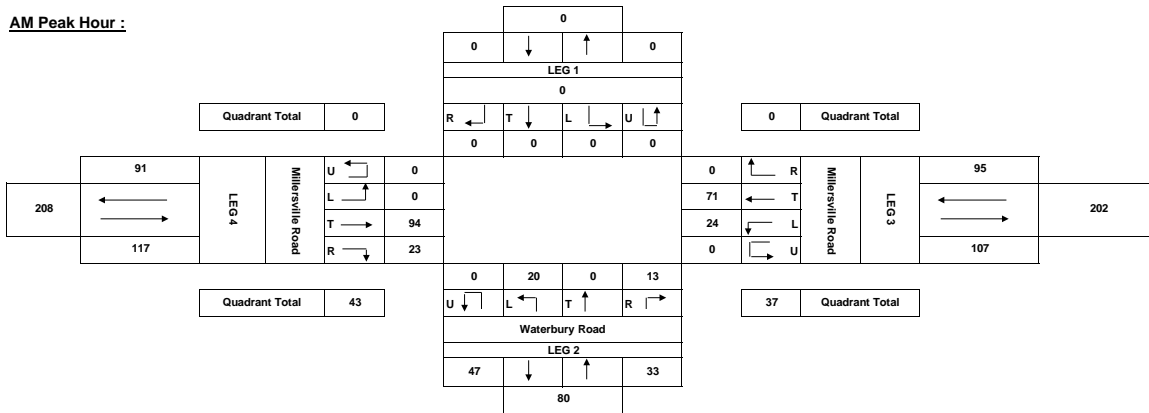 AM Peak Hour :
0
0 0
LEG 1
0
Quadrant Total 0
R T L U
0 Quadrant Total
0 0 0 0
91
U 0
0 R
95
208
LEG 4
Millersville Road
L 0
71 T
Millersville Road
LEG 3
202
T 94
24 L
117
R 23
0 U
107
0 20 0 13
Quadrant Total 43
U L T R
37 Quadrant Total
Waterbury Road
LEG 2
47 33
80